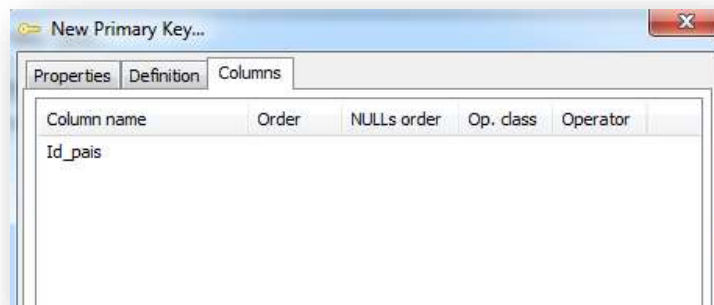 New Primary Key...
Properties Definition Columns
Column name Order NULLs order Op. class Operator
Id_pais